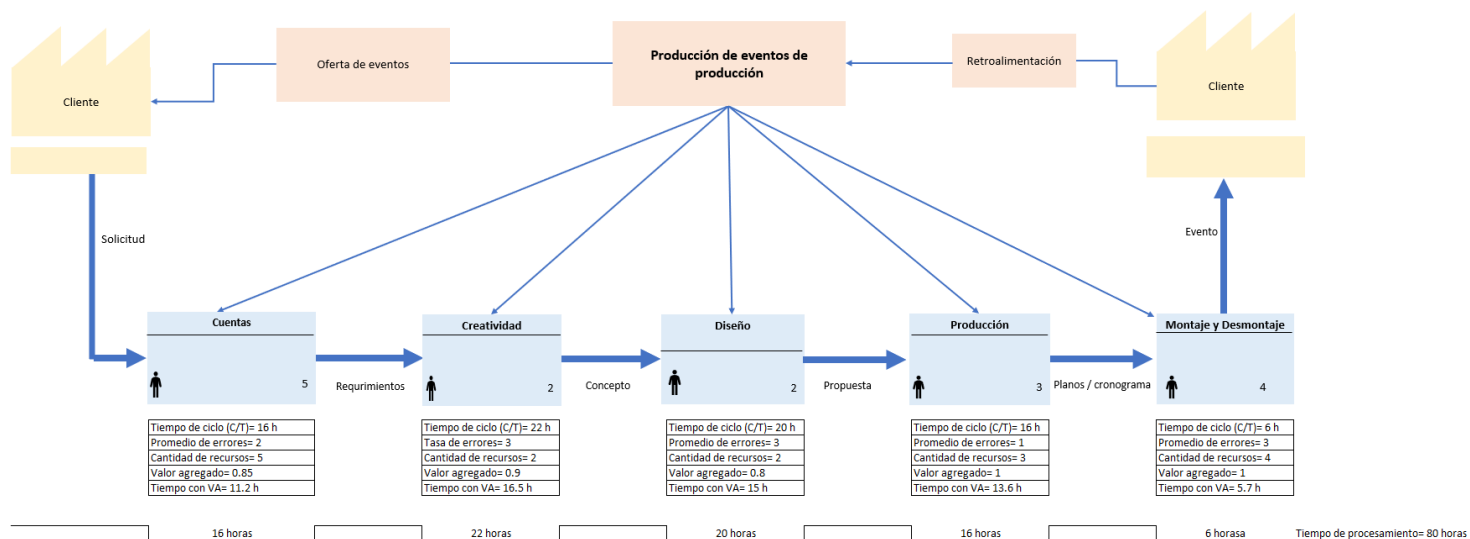 Cliente
Oferta de eventos
Producción de eventos de
producción
Retroalimentación
Cliente
Solicitud
Evento
Cuentas
5
Requrimientos
Creatividad
2
Concepto
Diseño
2
Propuesta
Producción
3
Planos / cronograma
Montaje y Desmontaje
4
Tiempo de ciclo (C/T)= 16 h
Promedio de errores= 2
Cantidad de recursos= 5
Valor agregado= 0.85
Tiempo con VA= 11.2 h
Tiempo de ciclo (C/T)= 22 h
Tasa de errores= 3
Cantidad de recursos= 2
Valor agregado= 0.9
Tiempo con VA= 16.5 h
Tiempo de ciclo (C/T)= 20 h
Promedio de errores= 3
Cantidad de recursos= 2
Valor agregado= 0.8
Tiempo con VA= 15 h
Tiempo de ciclo (C/T)= 16 h
Promedio de errores= 1
Cantidad de recursos= 3
Valor agregado= 1
Tiempo con VA= 13.6 h
Tiempo de ciclo (C/T)= 6 h
Promedio de errores= 3
Cantidad de recursos= 4
Valor agregado= 1
Tiempo con VA= 5.7 h
16 horas
22 horas
20 horas
16 horas
6 horasa
Tiempo de procesamiento= 80 horas